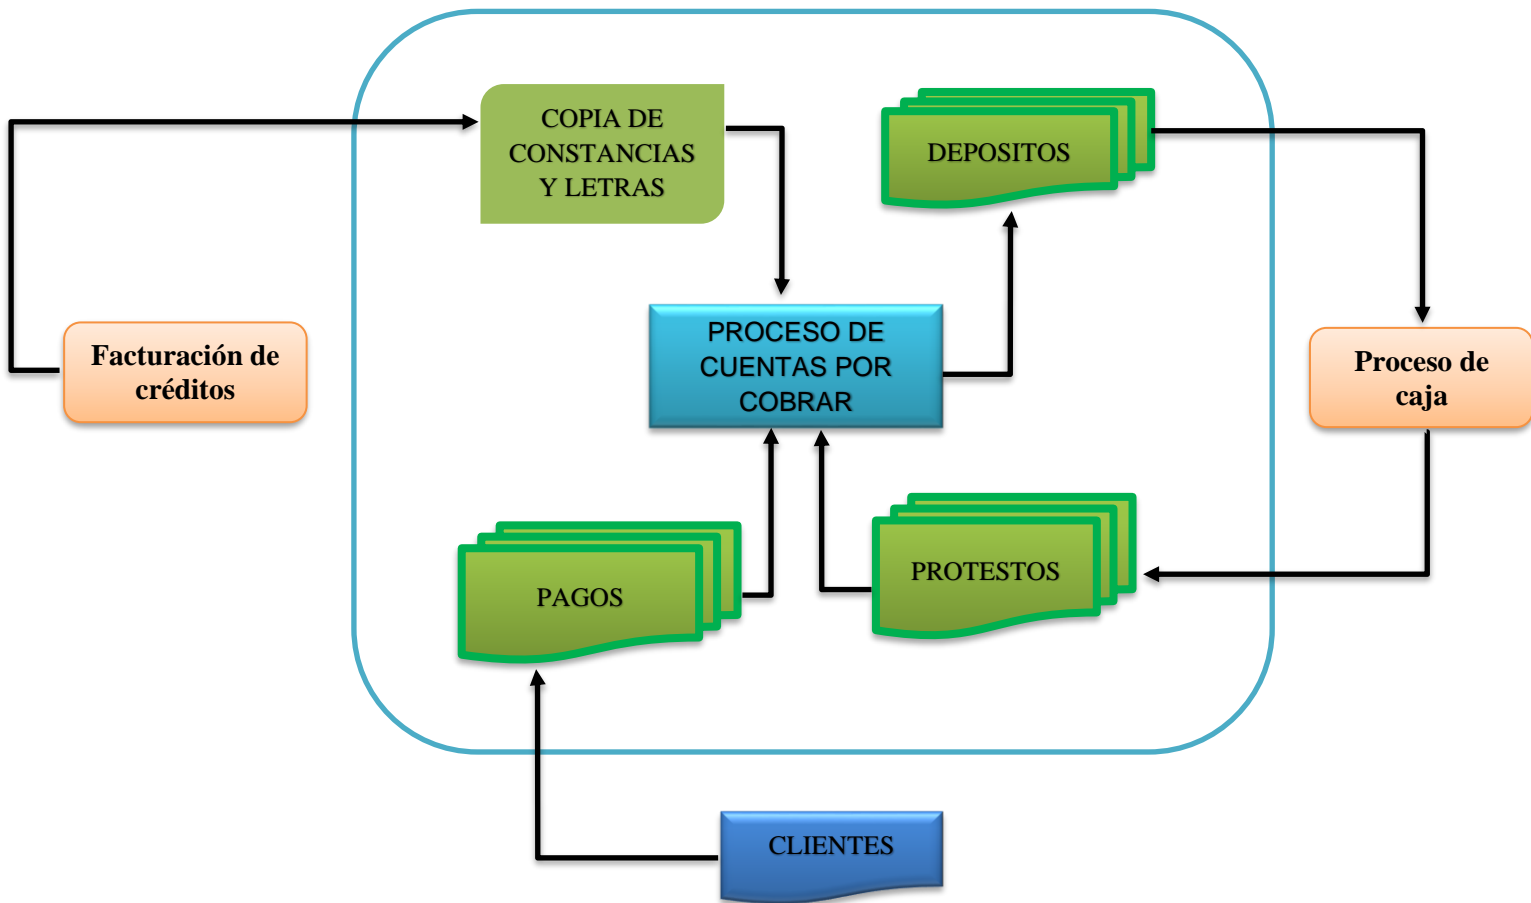 COPIA DE
CONSTANCIAS
Y LETRAS
DEPOSITOS
PROCESO DE
CUENTAS POR
COBRAR
Facturación de
créditos
Proceso de
caja
PAGOS
PROTESTOS
CLIENTES